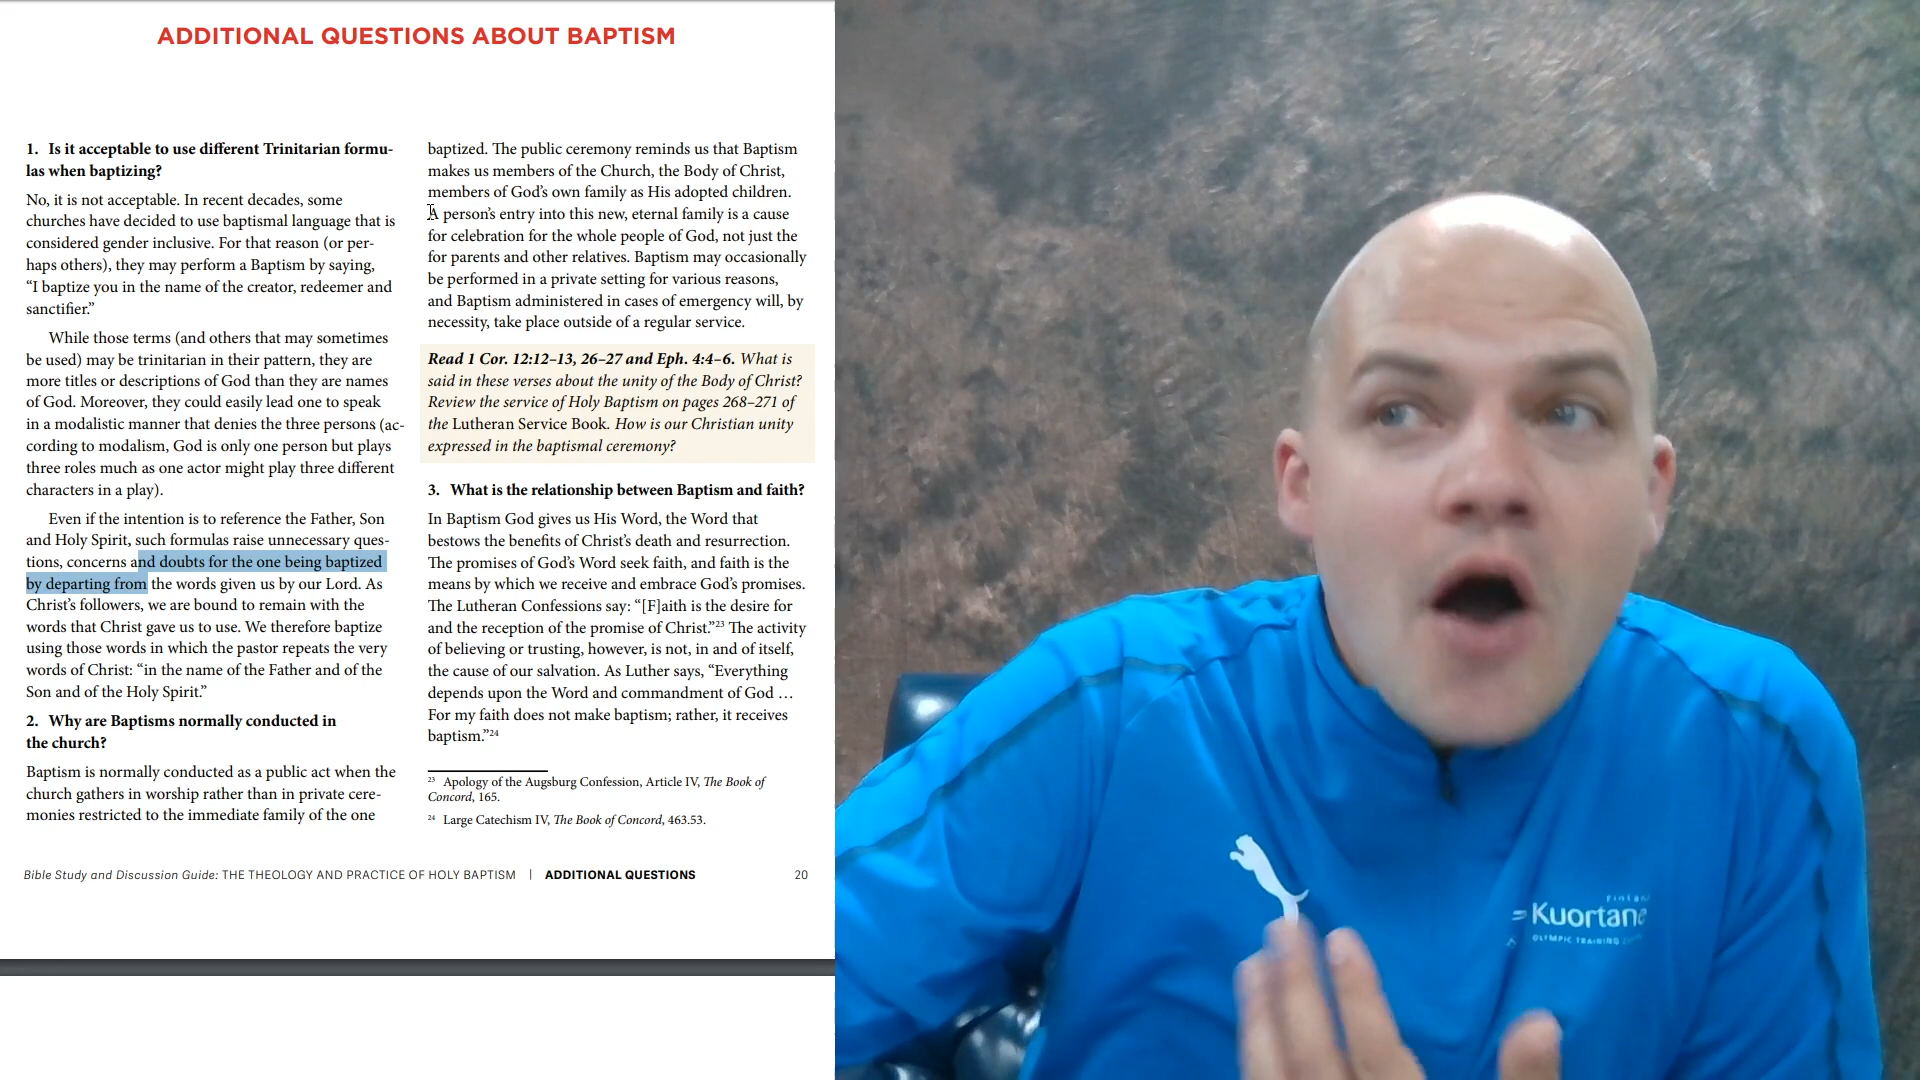 ADDITIONAL QUESTIONS ABOUT BAPTISM
1. Is it acceptable to use different Trinitarian formu-
las when baptizing?
No, it is not acceptable. In recent decades, some
churches have decided to use baptismal language that is
considered gender inclusive. For that reason (or per-
haps others), they may perform a Baptism by saying,
“I baptize you in the name of the creator, redeemer and
sanctifier.”
While those terms (and others that may sometimes
be used) may be trinitarian in their pattern, they are
more titles or descriptions of God than they are names
of God. Moreover, they could easily lead one to speak
in a modalistic manner that denies the three persons (ac-
cording to modalism, God is only one person but plays
three roles much as one actor might play three different
characters in a play).
Even if the intention is to reference the Father, Son
and Holy Spirit, such formulas raise unnecessary ques-
tions, concerns and doubts for the one being baptized
by departing from the words given us by our Lord. As
Christ’s followers, we are bound to remain with the
words that Christ gave us to use. We therefore baptize
using those words in which the pastor repeats the very
words of Christ: “in the name of the Father and of the
Son and of the Holy Spirit.”
2. Why are Baptisms normally conducted in
the church?
Baptism is normally conducted as a public act when the
church gathers in worship rather than in private cere-
monies restricted to the immediate family of the one
baptized. The public ceremony reminds us that Baptism
makes us members of the Church, the Body of Christ,
members of God’s own family as His adopted children.
A person’s entry into this new, eternal family is a cause
for celebration for the whole people of God, not just the
for parents and other relatives. Baptism may occasionally
be performed in a private setting for various reasons,
and Baptism administered in cases of emergency will, by
necessity, take place outside of a regular service.
Read 1 Cor. 12:12–13, 26–27 and Eph. 4:4–6. What is
said in these verses about the unity of the Body of Christ?
Review the service of Holy Baptism on pages 268–271 of
the Lutheran Service Book. How is our Christian unity
expressed in the baptismal ceremony?
3. What is the relationship between Baptism and faith?
In Baptism God gives us His Word, the Word that
bestows the benefits of Christ’s death and resurrection.
The promises of God’s Word seek faith, and faith is the
means by which we receive and embrace God’s promises.
The Lutheran Confessions say: “[F]aith is the desire for
and the reception of the promise of Christ.”23 The activity
of believing or trusting, however, is not, in and of itself,
the cause of our salvation. As Luther says, “Everything
depends upon the Word and commandment of God …
For my faith does not make baptism; rather, it receives
baptism.”24
23 Apology of the Augsburg Confession, Article IV, The Book of
Concord, 165.
24 Large Catechism IV, The Book of Concord, 463.53.
Bible Study and Discussion Guide: THE THEOLOGY AND PRACTICE OF HOLY BAPTISM | ADDITIONAL QUESTIONS 20
Finland
Kuortane
OLYMPIC TRAINING